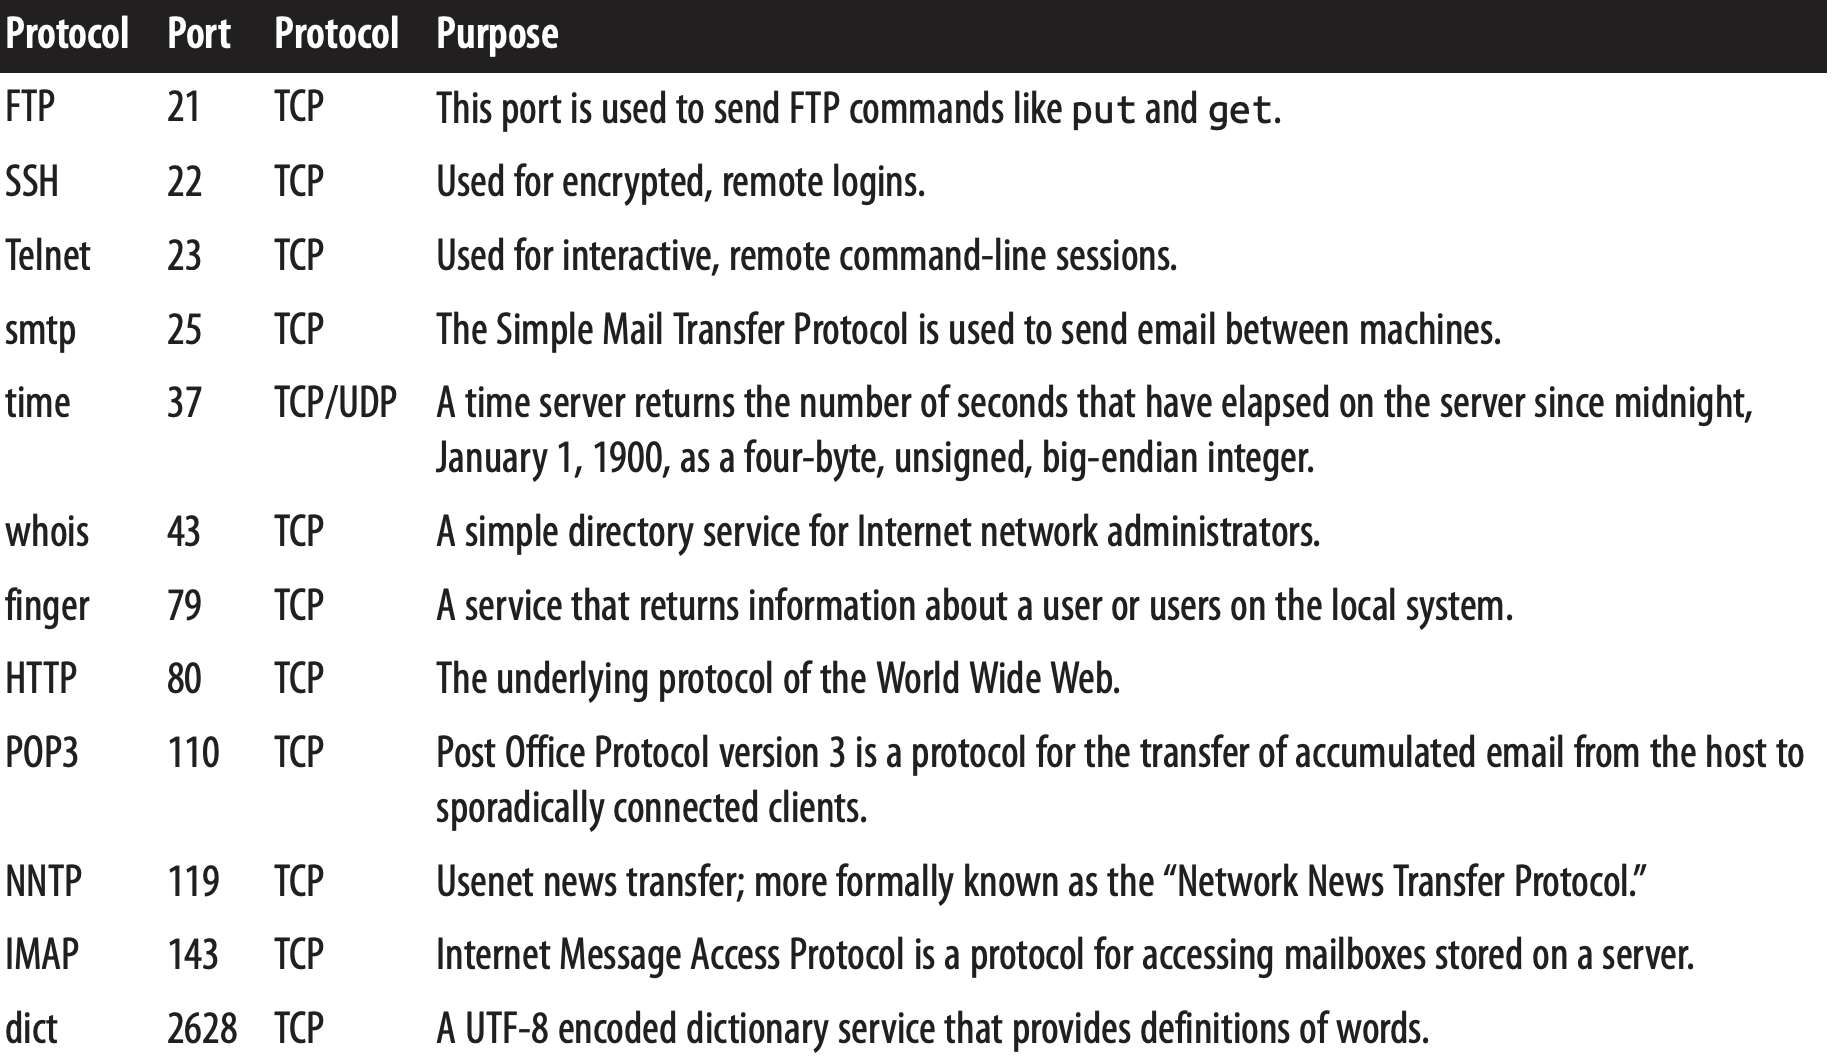 Protocol Port Protocol Purpose
FTP 21 TCP This port is used to send FTP commands like put and get.
SSH 22 TCP Used for encrypted, remote logins.
Telnet 23 TCP Used for interactive, remote command-line sessions.
smtp 25 TCP The Simple Mail Transfer Protocol is used to send email between machines.
time 37 TCP/UDP A time server returns the number of seconds that have elapsed on the server since midnight,
January 1, 1900, as a four-byte, unsigned, big-endian integer.
whois 43 TCP A simple directory service for Internet network administrators.
finger 79 TCP A service that returns information about a user or users on the local system.
HTTP 80 TCP The underlying protocol of the World Wide Web.
POP3 110 TCP Post Office Protocol version 3 is a protocol for the transfer of accumulated email from the host to
sporadically connected clients.
NNTP 119 TCP Usenet news transfer; more formally known as the “Network News Transfer Protocol.”
IMAP 143 TCP Internet Message Access Protocol is a protocol for accessing mailboxes stored on a server.
dict 2628 TCP A UTF-8 encoded dictionary service that provides definitions of words.